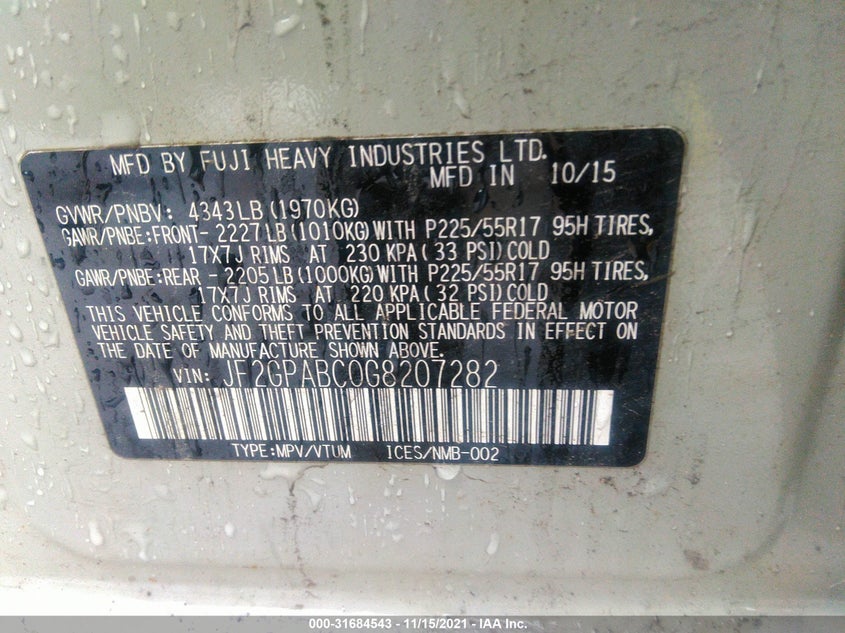 MFD BY FUJI HEAVY INDUSTRIES LTD.
MFD IN 10/15
GVWR/PNBV: 4343LB(1970KG)
GAWR/PNBE:FRONT- 2227LB(1010KG)WITH P225/55R17 95H TIRES,
17X7J RIMS AT 230 KPA(33 PSI)COLD
GAWR/PNBE:REAR - 2205LB(1000KG)WITH P225/55R17 95H TIRES,
17X7J RIMS AT 220 KPA(32 PSI)COLD
THIS VEHICLE CONFORMS TO ALL APPLICABLE FEDERAL MOTOR
VEHICLE SAFETY AND THEFT PREVENTION STANDARDS IN EFFECT ON
THE DATE OF MANUFACTURE SHOWN ABOVE.
VIN: JF2GPABC0G8207282
TYPE:MPV/VTUM ICES/NMB-002
000-31684543 - 11/15/2021 - IAA Inc.